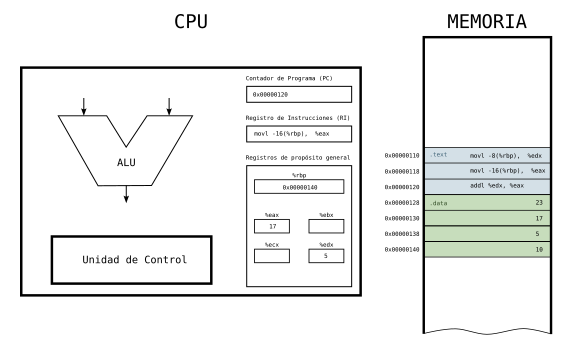 CPU
MEMORIA
Contador de Programa (PC)
0x00000120
Registro de Instrucciones (RI)
movl -16(%rbp), %eax
ALU
Registros de propósito general
%rbp
0x00000140
%eax
%ebx
17
%ecx
%edx
5
Unidad de Control
0x00000110 .text movl -8(%rbp), %edx
0x00000118 movl -16(%rbp), %eax
0x00000120 addl %edx, %eax
0x00000128 .data 23
0x00000130 17
0x00000138 5
0x00000140 10